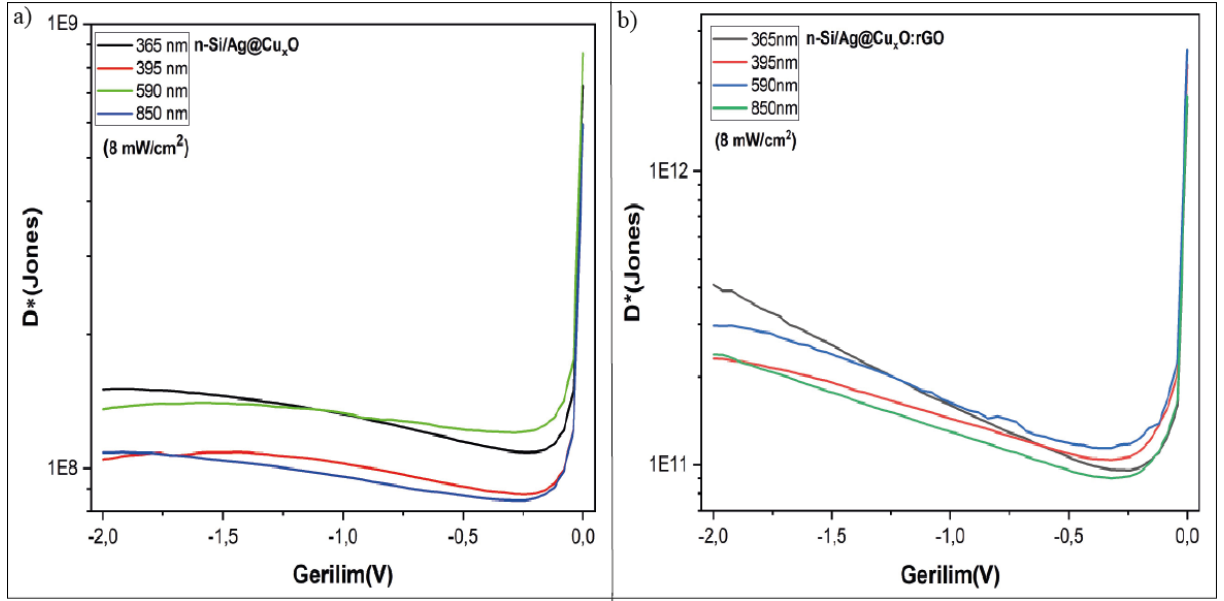 a)
1E9
365 nm n-Si/Ag@CuₓO
395 nm
590 nm
850 nm
(8 mW/cm²)
D*(Jones)
1E8
-2,0 -1,5 -1,0 -0,5 0,0
Gerilim(V)
b)
365nm n-Si/Ag@CuₓO:rGO
395nm
590nm
850nm
(8 mW/cm²)
1E12
D*(Jones)
1E11
-2,0 -1,5 -1,0 -0,5 0,0
Gerilim(V)